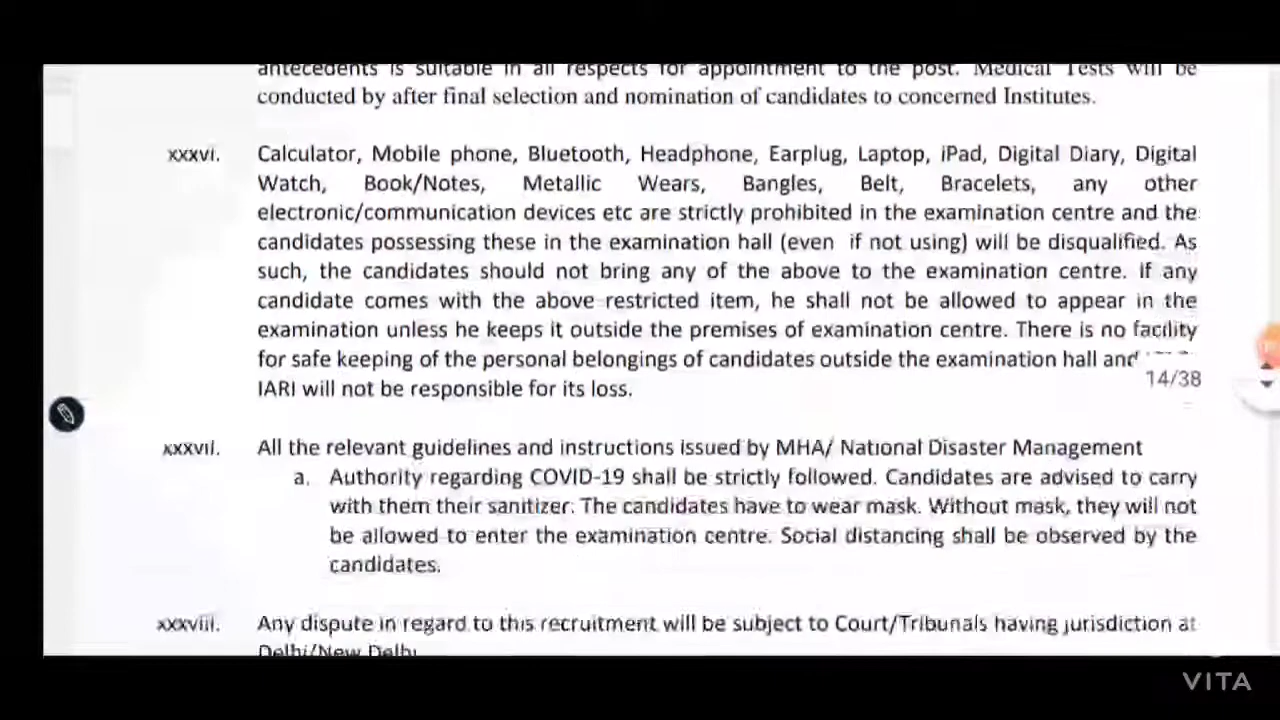 antecedents is suitable in all respects for appointment to the post. Medical Tests will be
conducted by after final selection and nomination of candidates to concerned Institutes.
xxxvi. Calculator, Mobile phone, Bluetooth, Headphone, Earplug, Laptop, iPad, Digital Diary, Digital
Watch, Book/Notes, Metallic Wears, Bangles, Belt, Bracelets, any other
electronic/communication devices etc are strictly prohibited in the examination centre and the
candidates possessing these in the examination hall (even if not using) will be disqualified. As
such, the candidates should not bring any of the above to the examination centre. If any
candidate comes with the above restricted item, he shall not be allowed to appear in the
examination unless he keeps it outside the premises of examination centre. There is no facility
for safe keeping of the personal belongings of candidates outside the examination hall and
14/38
IARI will not be responsible for its loss.
xxxvii. All the relevant guidelines and instructions issued by MHA/ National Disaster Management
a. Authority regarding COVID-19 shall be strictly followed. Candidates are advised to carry
with them their sanitizer. The candidates have to wear mask. Without mask, they will not
be allowed to enter the examination centre. Social distancing shall be observed by the
candidates.
xxxviii. Any dispute in regard to this recruitment will be subject to Court/Tribunals having jurisdiction at
Delhi/New Delhi
VITA